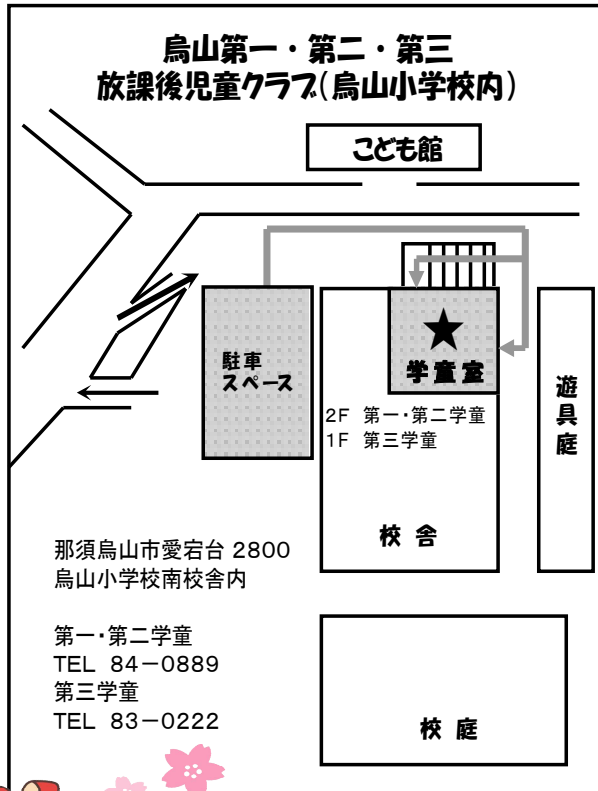 烏山第一・第二・第三
放課後児童クラブ(烏山小学校内)
こども館
駐車
スペース
学童室
2F 第一・第二学童
1F 第三学童
遊具庭
校舎
那須烏山市愛宕台 2800
烏山小学校南校舎内
第一・第二学童
TEL 84－0889
第三学童
TEL 83－0222
校庭